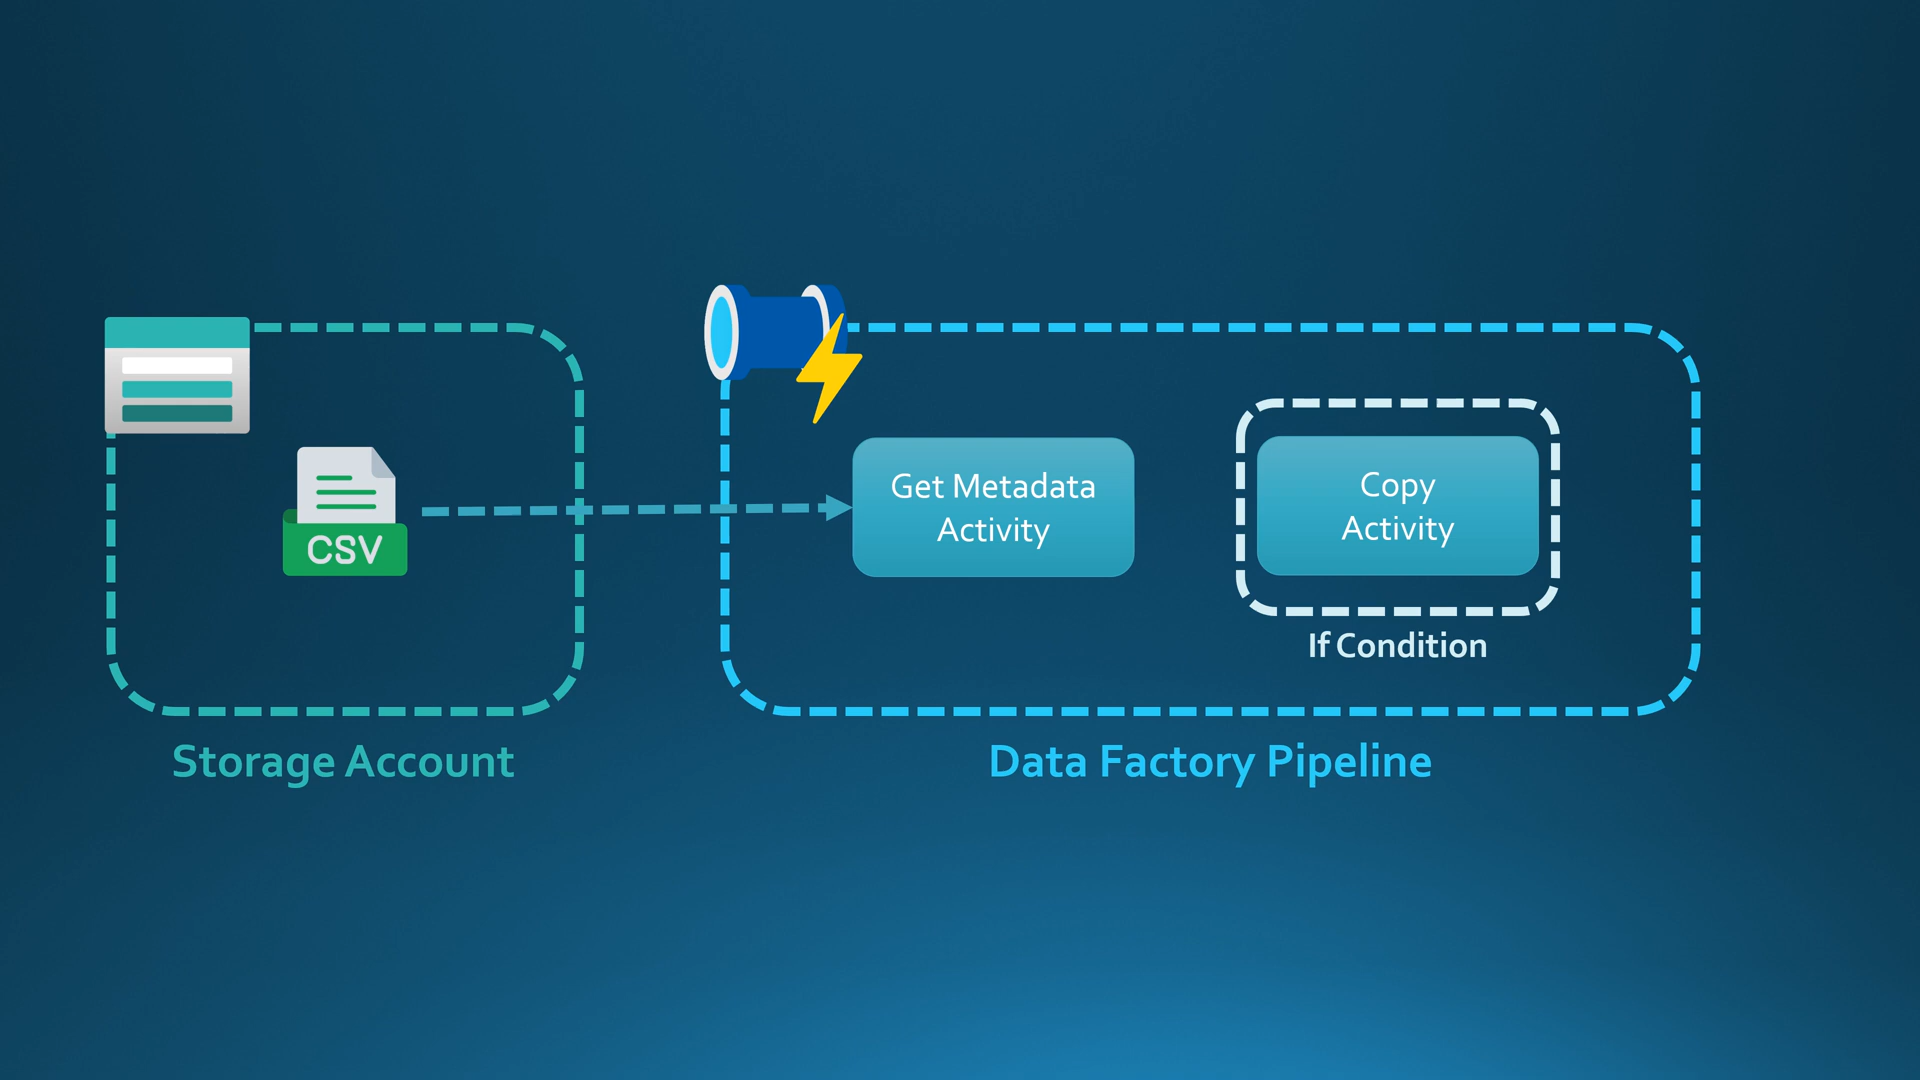 CSV
Get Metadata
Activity
Copy
Activity
If Condition
Storage Account
Data Factory Pipeline